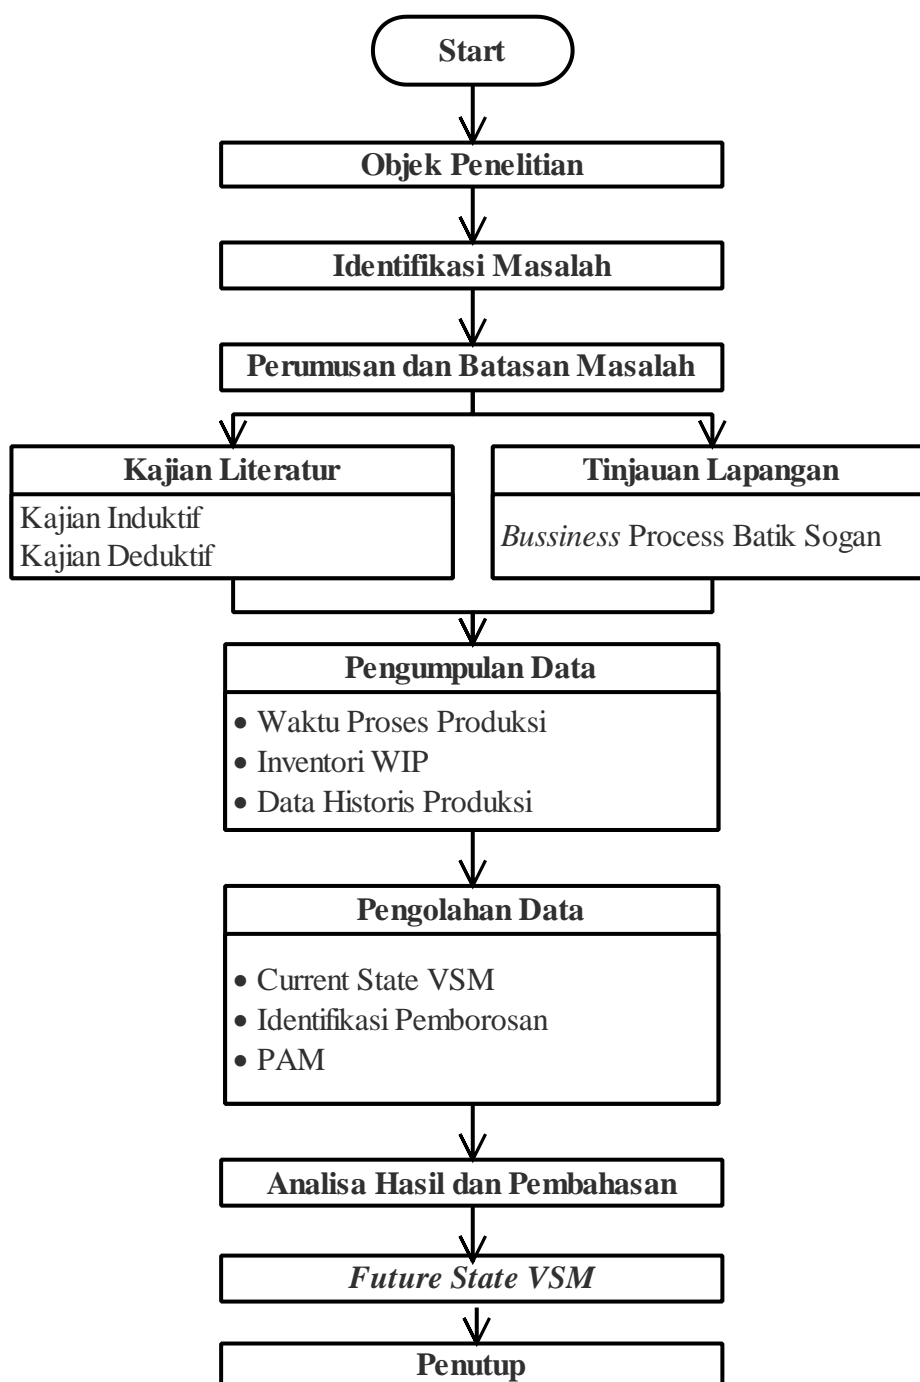 Start
Objek Penelitian
Identifikasi Masalah
Perumusan dan Batasan Masalah
Kajian Literatur
Kajian Induktif
Kajian Deduktif
Tinjauan Lapangan
Bussiness Process Batik Sogan
Pengumpulan Data
• Waktu Proses Produksi
• Inventori WIP
• Data Historis Produksi
Pengolahan Data
• Current State VSM
• Identifikasi Pemborosan
• PAM
Analisa Hasil dan Pembahasan
Future State VSM
Penutup